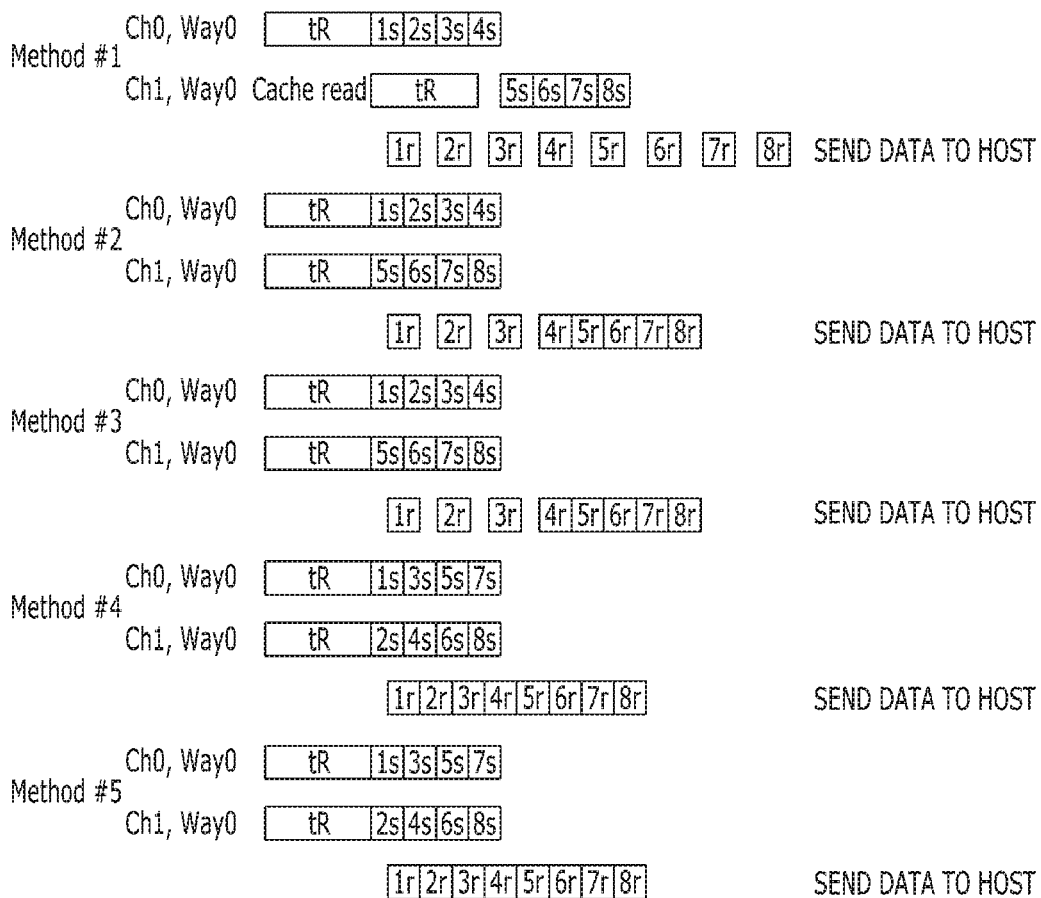 Ch0, Way0 tR 1s 2s 3s 4s
Method #1
Ch1, Way0 Cache read tR 5s 6s 7s 8s
1r 2r 3r 4r 5r 6r 7r 8r SEND DATA TO HOST
Ch0, Way0 tR 1s 2s 3s 4s
Method #2
Ch1, Way0 tR 5s 6s 7s 8s
1r 2r 3r 4r 5r 6r 7r 8r SEND DATA TO HOST
Ch0, Way0 tR 1s 2s 3s 4s
Method #3
Ch1, Way0 tR 5s 6s 7s 8s
1r 2r 3r 4r 5r 6r 7r 8r SEND DATA TO HOST
Ch0, Way0 tR 1s 3s 5s 7s
Method #4
Ch1, Way0 tR 2s 4s 6s 8s
1r 2r 3r 4r 5r 6r 7r 8r SEND DATA TO HOST
Ch0, Way0 tR 1s 3s 5s 7s
Method #5
Ch1, Way0 tR 2s 4s 6s 8s
1r 2r 3r 4r 5r 6r 7r 8r SEND DATA TO HOST